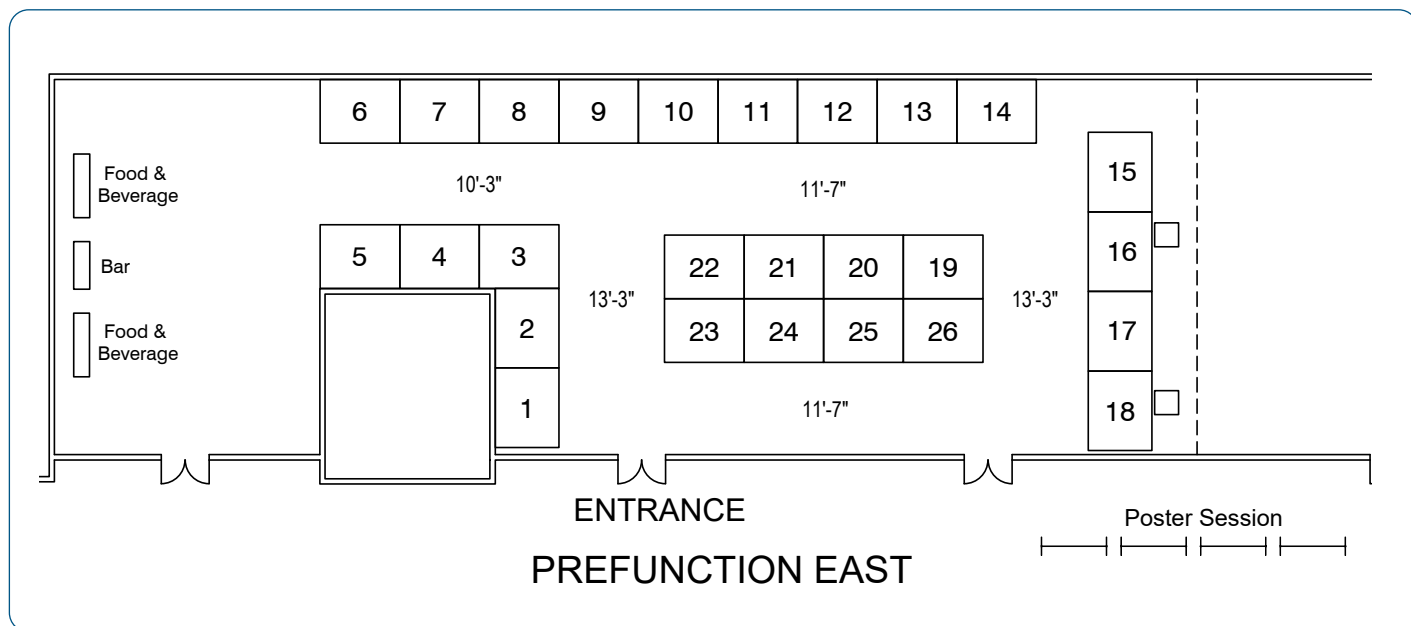 6 7 8 9 10 11 12 13 14
Food &
Beverage
10'-3"
11'-7"
15
16
17
18
5 4 3
2
1
Bar
Food &
Beverage
13'-3"
22 21 20 19
23 24 25 26
13'-3"
11'-7"
ENTRANCE
PREFUNCTION EAST
Poster Session